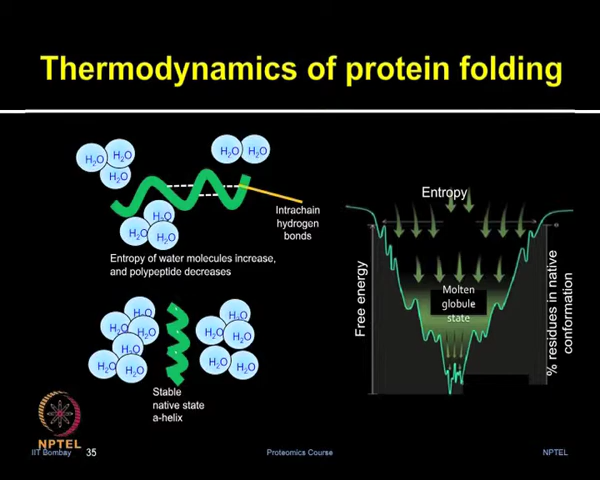 Thermodynamics of protein folding
H₂O
H₂O
H₂O
H₂O
H₂O
H₂O
H₂O
H₂O
Intrachain
hydrogen
bonds
Entropy of water molecules increase,
and polypeptide decreases
H₂O
H₂O
H₂O
H₂O
H₂O
H₂O
H₂O
H₂O
H₂O
H₂O
H₂O
Stable
native state
a-helix
Entropy
Molten
globule
state
Free energy
% residues in native
conformation
NPTEL
IIT Bombay
35
Proteomics Course
NPTEL